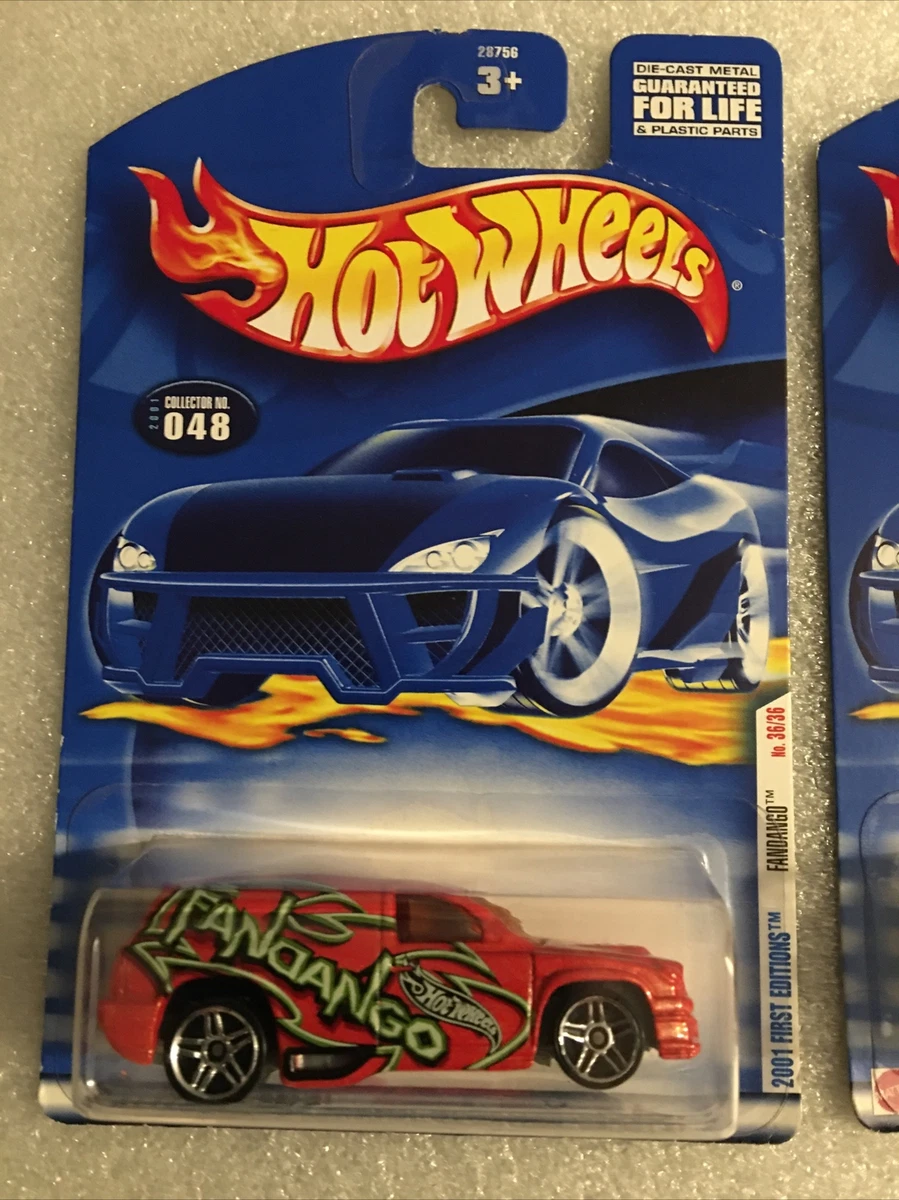 28756
3+
DIE-CAST METAL
GUARANTEED
FOR LIFE
& PLASTIC PARTS
HOT WHEELS®
2001
COLLECTOR NO.
048
No. 36/36
FANDANGO™
2001 FIRST EDITIONS™
FANDANGO
Hot Wheels